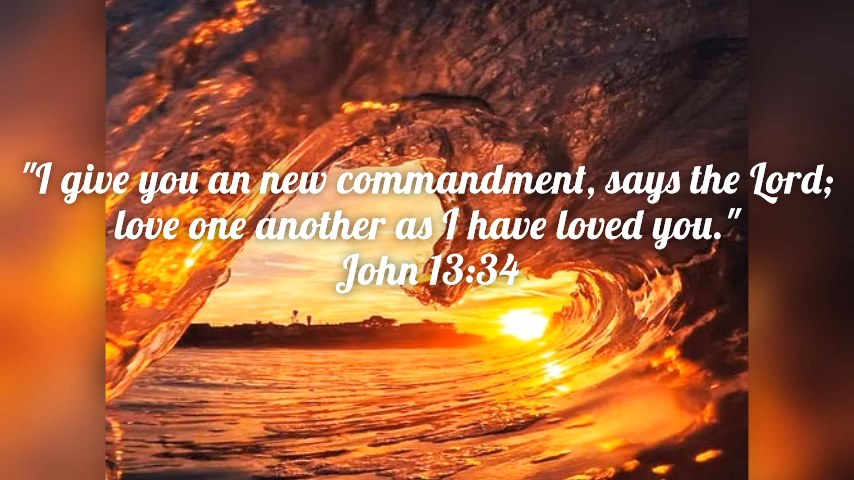 "I give you an new commandment, says the Lord;
love one another as I have loved you."
John 13:34